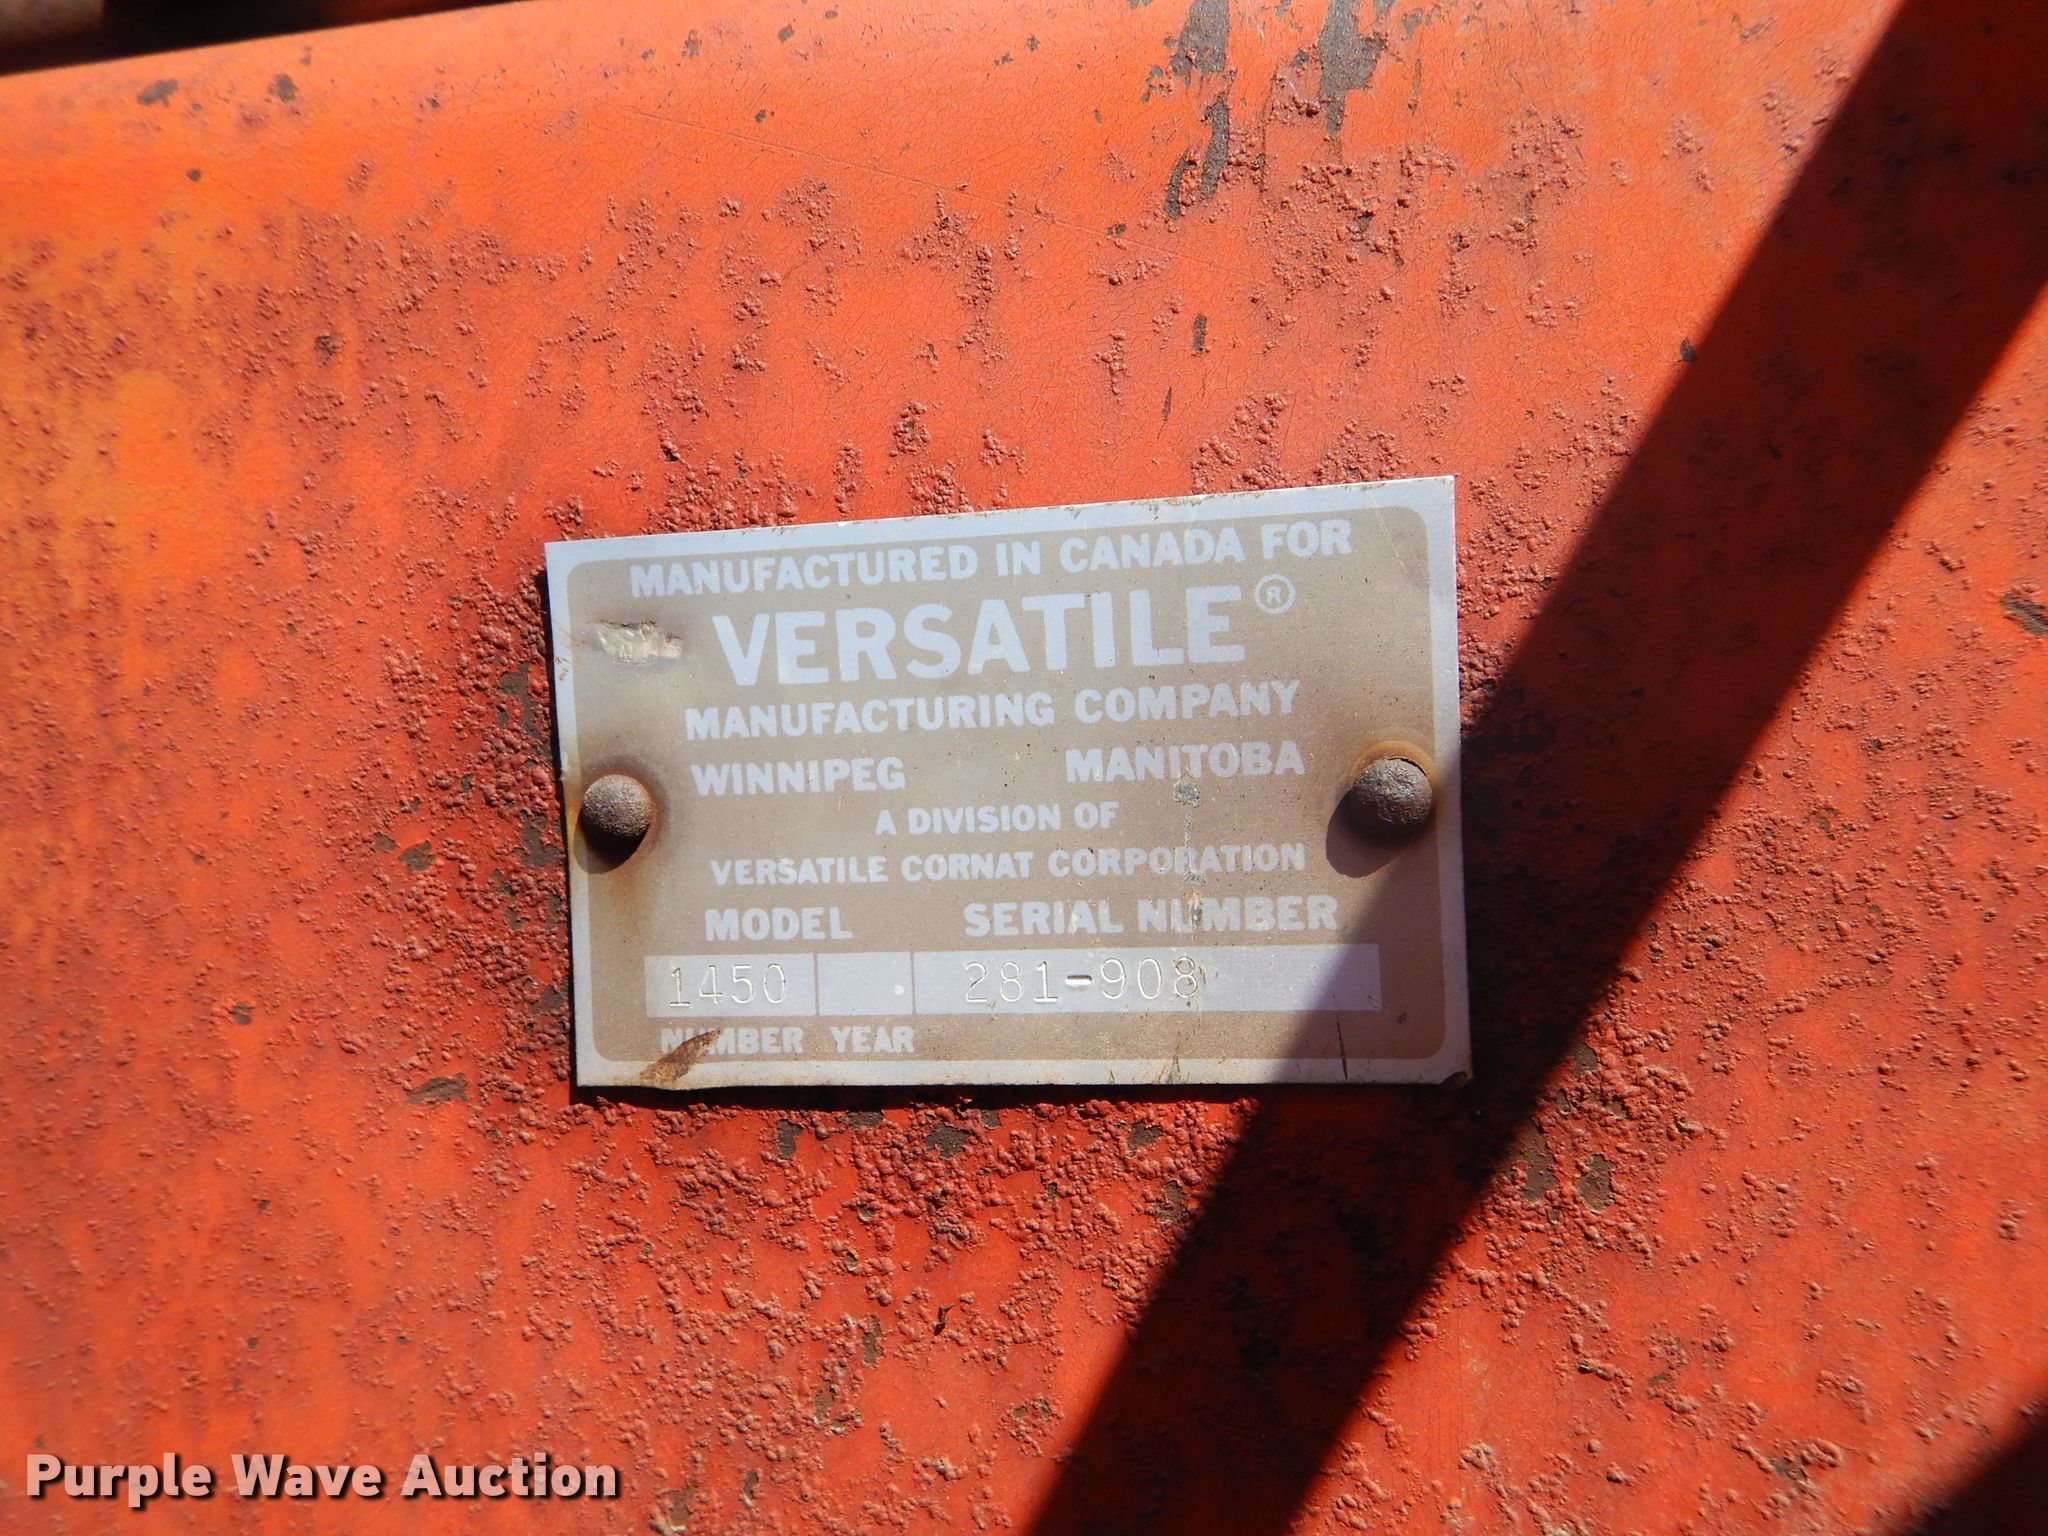 MANUFACTURED IN CANADA FOR
VERSATILE®
MANUFACTURING COMPANY
WINNIPEG MANITOBA
A DIVISION OF
VERSATILE CORNAT CORPORATION
MODEL SERIAL NUMBER
1450 281-908
NUMBER YEAR
Purple Wave Auction